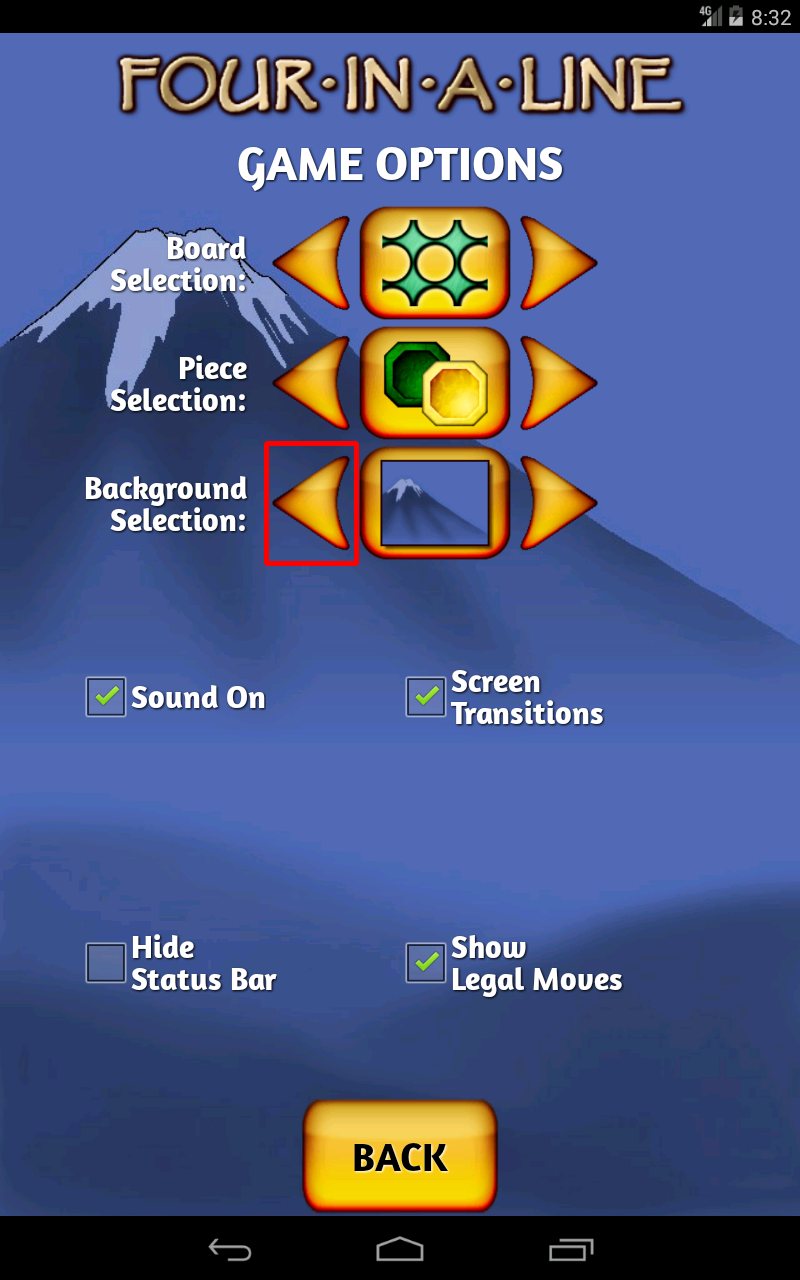 4G 8:32
FOUR·IN·A·LINE
GAME OPTIONS
Board
Selection:
Piece
Selection:
Background
Selection:
Sound On
Screen
Transitions
Hide
Status Bar
Show
Legal Moves
BACK